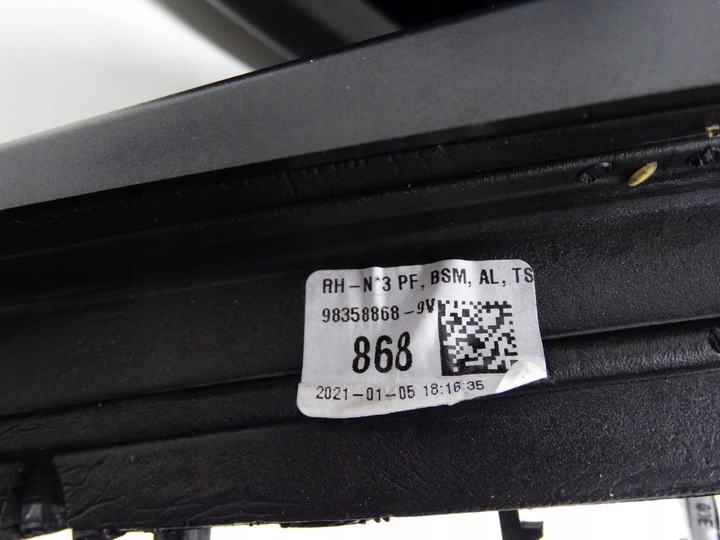 RH-N*3 PF, BSM, AL, TS
98358868-9V
868
2021-01-05 18:16:35